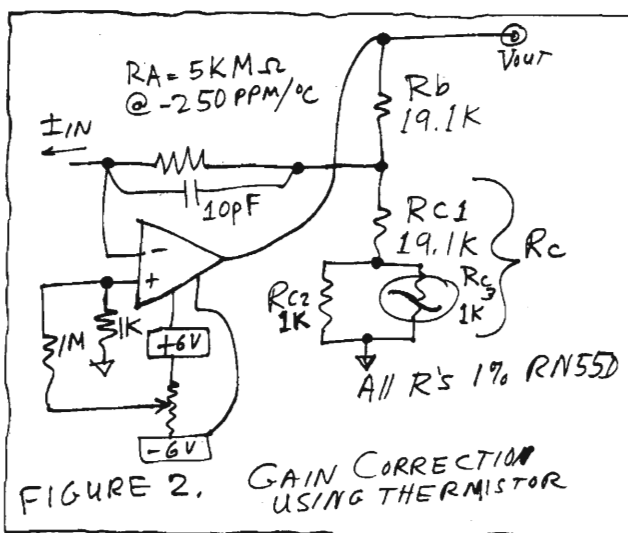 RA = 5KMΩ
@ -250 PPM/°C
VOUT
Rb
19.1K
IIN
10pF
RC1
19.1K
RC
-
+
RC2
1K
RC3
1K
1M
1K
+6V
-6V
All R's 1% RN55D
FIGURE 2. GAIN CORRECTION
USING THERMISTOR